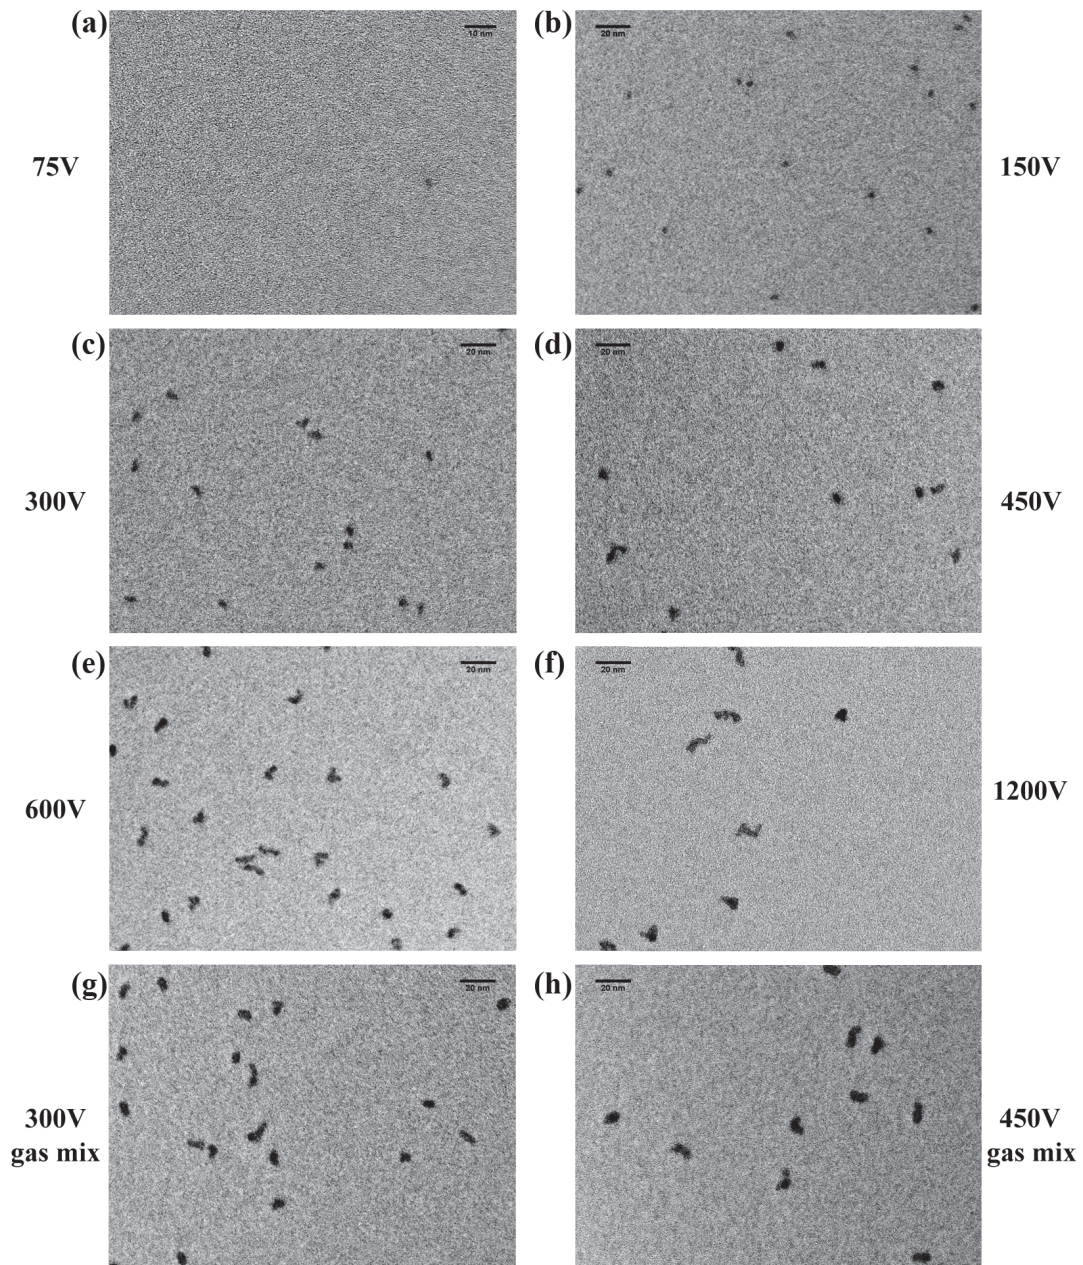 (a)
10 nm
(b)
20 nm
75V
150V
(c)
20 nm
(d)
20 nm
300V
450V
(e)
20 nm
(f)
20 nm
600V
1200V
(g)
20 nm
(h)
20 nm
300V
gas mix
450V
gas mix